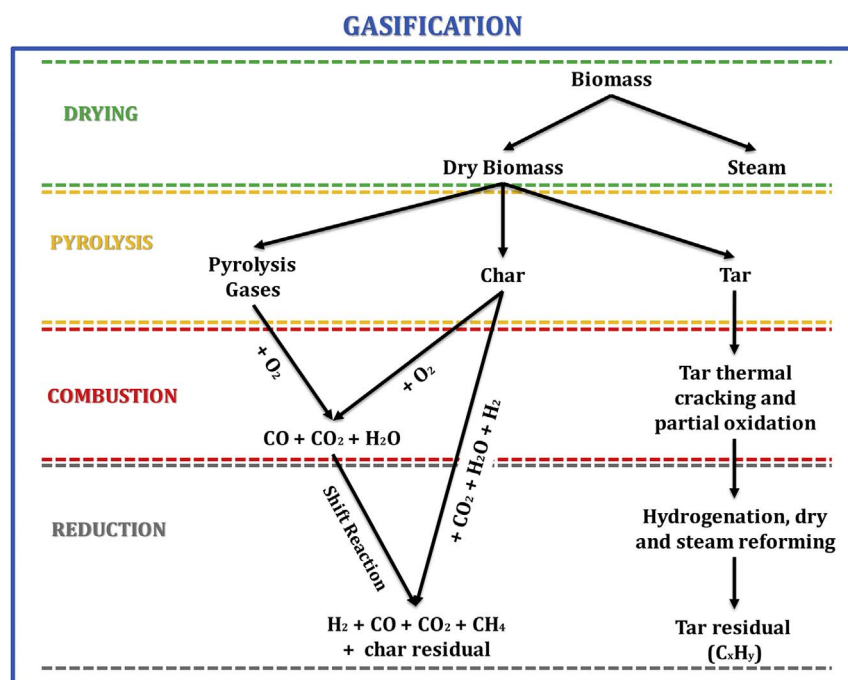 GASIFICATION
Biomass
DRYING
Dry Biomass
Steam
PYROLYSIS
Pyrolysis
Gases
Char
Tar
+ O₂
+ O₂
COMBUSTION
Tar thermal
cracking and
partial oxidation
CO + CO₂ + H₂O
+ CO₂ + H₂O + H₂
Shift Reaction
REDUCTION
Hydrogenation, dry
and steam reforming
H₂ + CO + CO₂ + CH₄
+ char residual
Tar residual
(CₓHᵧ)